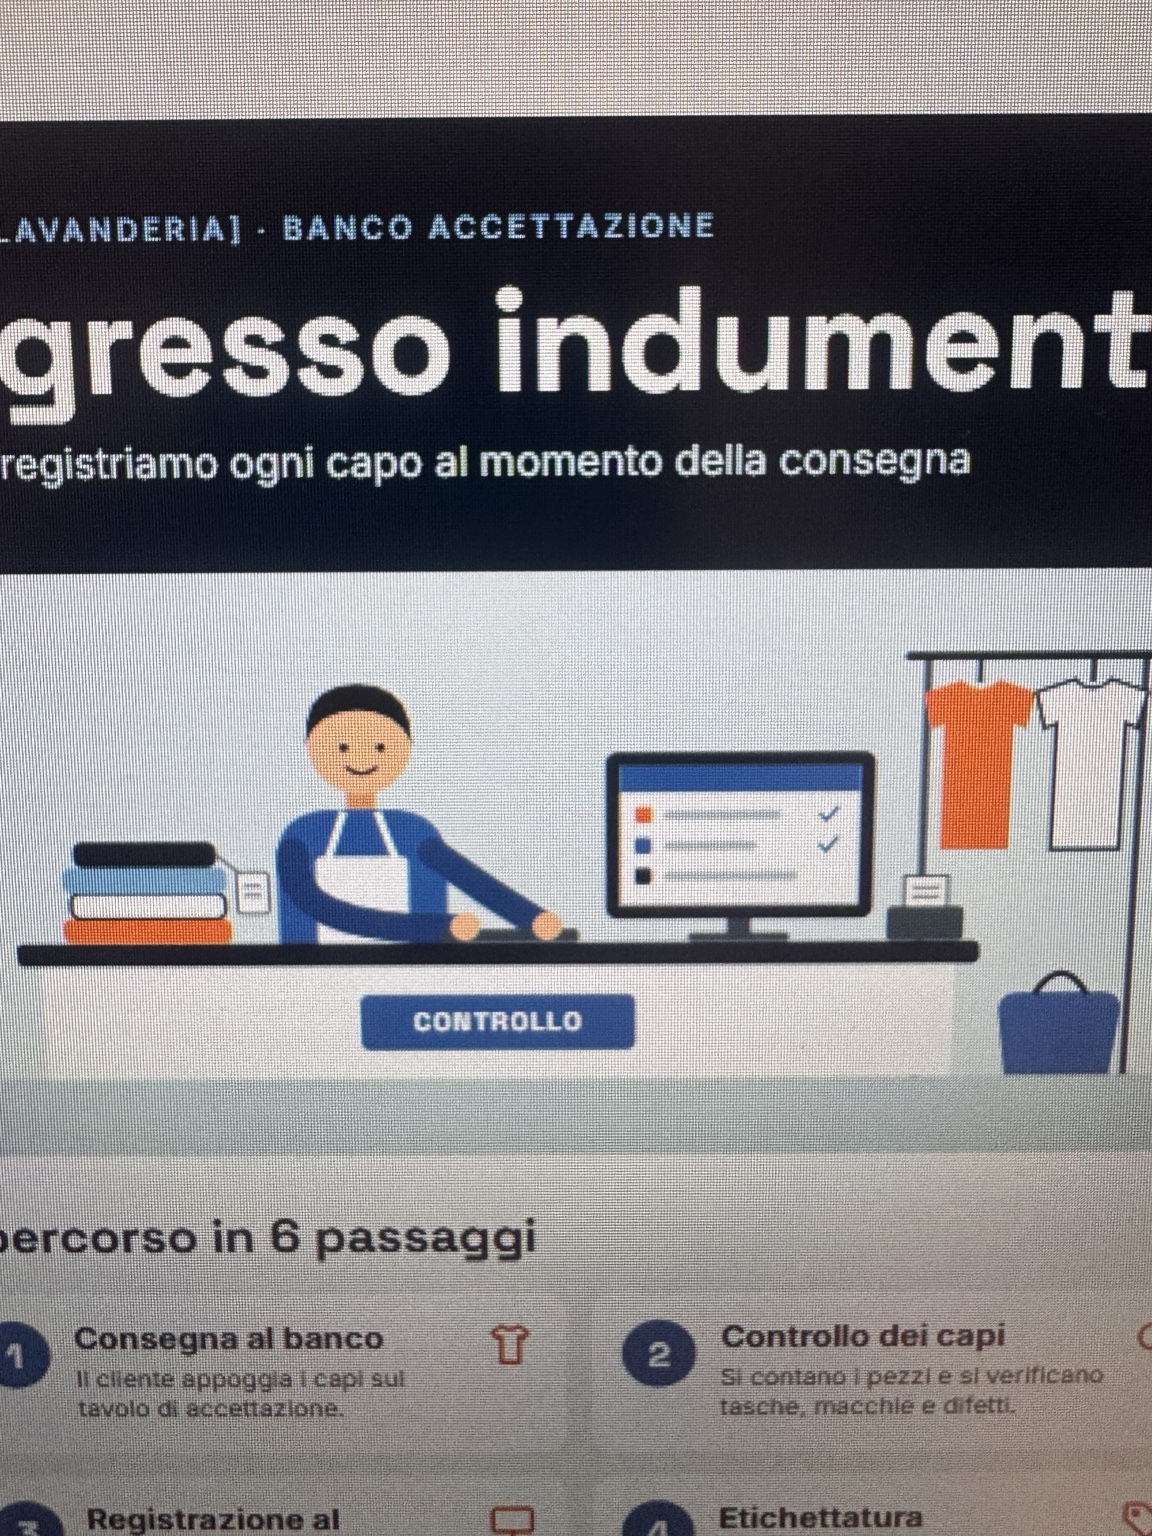 LAVANDERIA] · BANCO ACCETTAZIONE
gresso indument
registriamo ogni capo al momento della consegna
CONTROLLO
percorso in 6 passaggi
1
Consegna al banco
Il cliente appoggia i capi sul
tavolo di accettazione.
2
Controllo dei capi
Si contano i pezzi e si verificano
tasche, macchie e difetti.
3
Registrazione al
4
Etichettatura